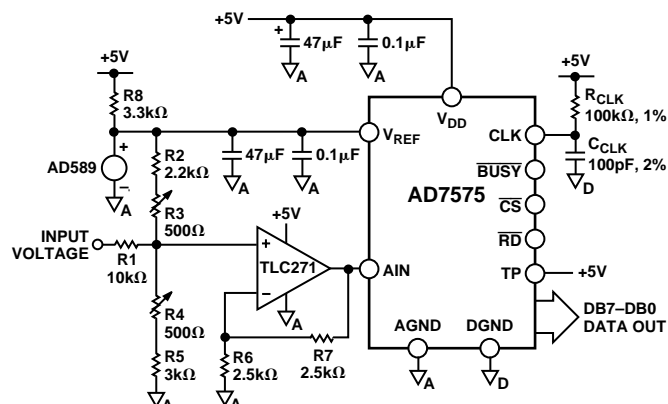 +5V
+
47μF
0.1μF
A
A
+5V
R8
3.3kΩ
+5V
R_CLK
100kΩ, 1%
V_DD
V_REF
CLK
C_CLK
100pF, 2%
D
+
AD589
–
A
R2
2.2kΩ
47μF
0.1μF
A
A
AD7575
BUSY
CS
RD
R3
500Ω
+5V
INPUT
VOLTAGE
R1
10kΩ
+
TLC271
–
A
AIN
TP
+5V
R4
500Ω
DB7–DB0
DATA OUT
R7
2.5kΩ
AGND
DGND
R5
3kΩ
R6
2.5kΩ
A
A
A
D